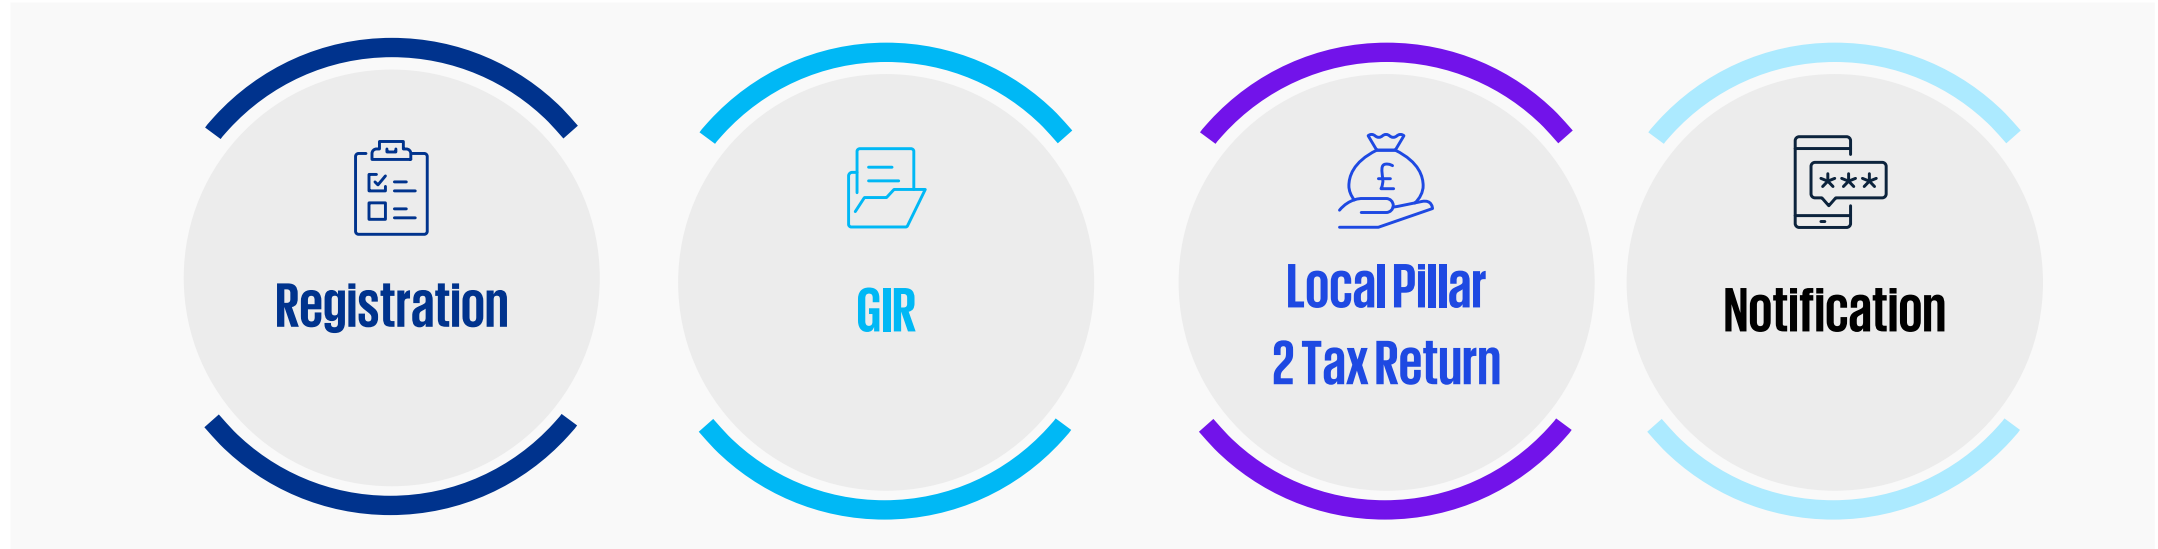 Registration
GIR
£
Local Pillar
2 Tax Return
***
Notification